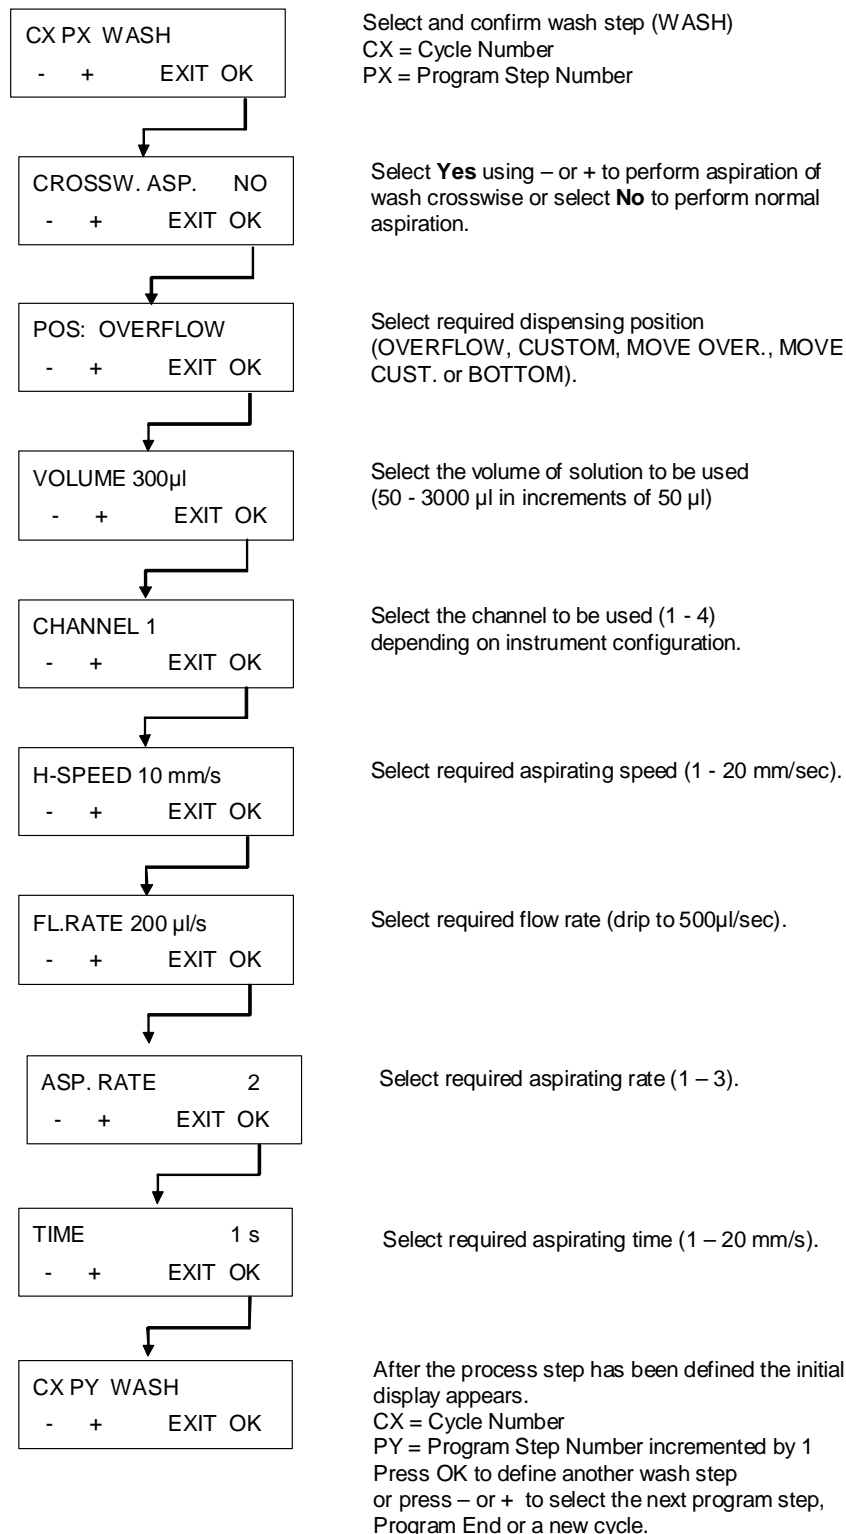 CX PX WASH
- + EXIT OK
Select and confirm wash step (WASH)
CX = Cycle Number
PX = Program Step Number
CROSSW. ASP. NO
- + EXIT OK
Select Yes using – or + to perform aspiration of
wash crosswise or select No to perform normal
aspiration.
POS: OVERFLOW
- + EXIT OK
Select required dispensing position
(OVERFLOW, CUSTOM, MOVE OVER., MOVE
CUST. or BOTTOM).
VOLUME 300µl
- + EXIT OK
Select the volume of solution to be used
(50 - 3000 µl in increments of 50 µl)
CHANNEL 1
- + EXIT OK
Select the channel to be used (1 - 4)
depending on instrument configuration.
H-SPEED 10 mm/s
- + EXIT OK
Select required aspirating speed (1 - 20 mm/sec).
FL.RATE 200 µl/s
- + EXIT OK
Select required flow rate (drip to 500µl/sec).
ASP. RATE 2
- + EXIT OK
Select required aspirating rate (1 – 3).
TIME 1 s
- + EXIT OK
Select required aspirating time (1 – 20 mm/s).
CX PY WASH
- + EXIT OK
After the process step has been defined the initial
display appears.
CX = Cycle Number
PY = Program Step Number incremented by 1
Press OK to define another wash step
or press – or + to select the next program step,
Program End or a new cycle.